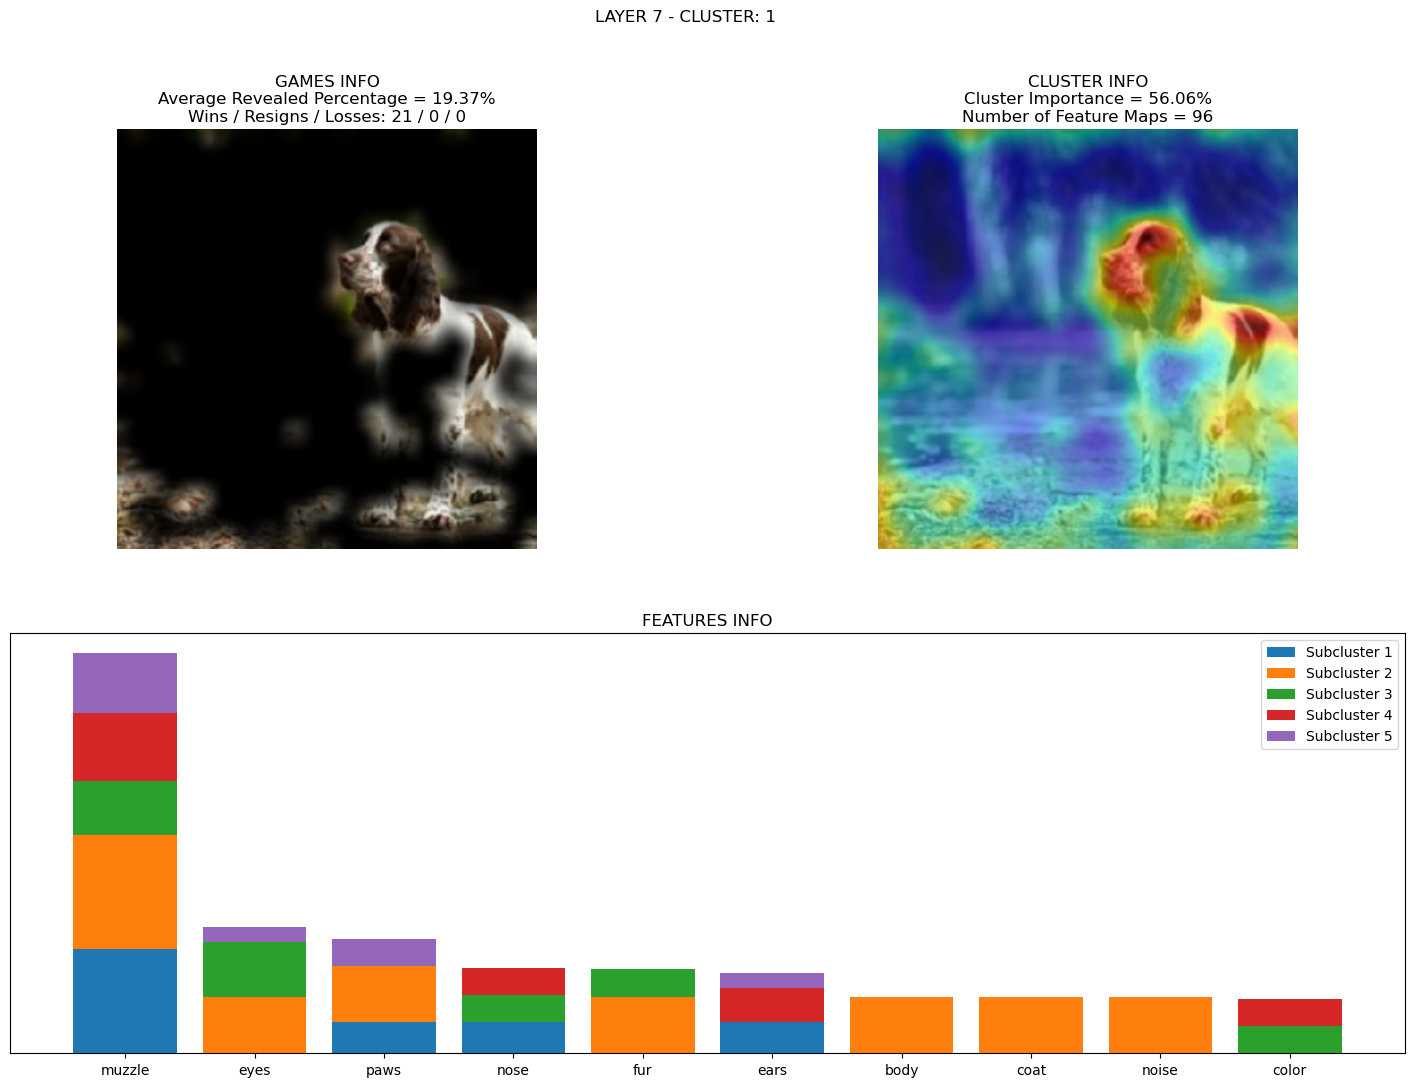 LAYER 7 - CLUSTER: 1
GAMES INFO
Average Revealed Percentage = 19.37%
Wins / Resigns / Losses: 21 / 0 / 0
CLUSTER INFO
Cluster Importance = 56.06%
Number of Feature Maps = 96
FEATURES INFO
Subcluster 1
Subcluster 2
Subcluster 3
Subcluster 4
Subcluster 5
muzzle eyes paws nose fur ears body coat noise color